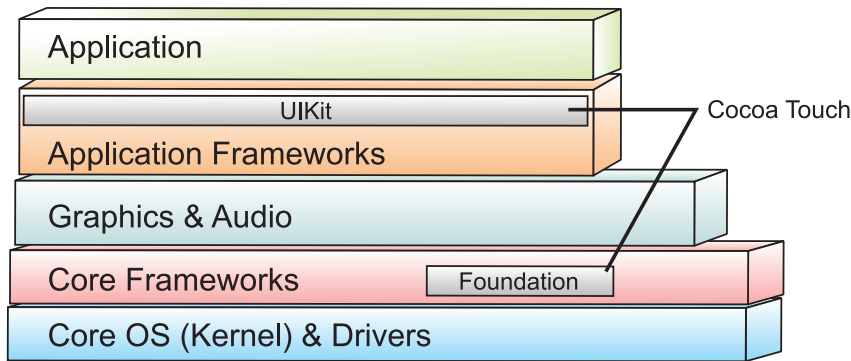 Application
UIKit
Cocoa Touch
Application Frameworks
Graphics & Audio
Core Frameworks
Foundation
Core OS (Kernel) & Drivers